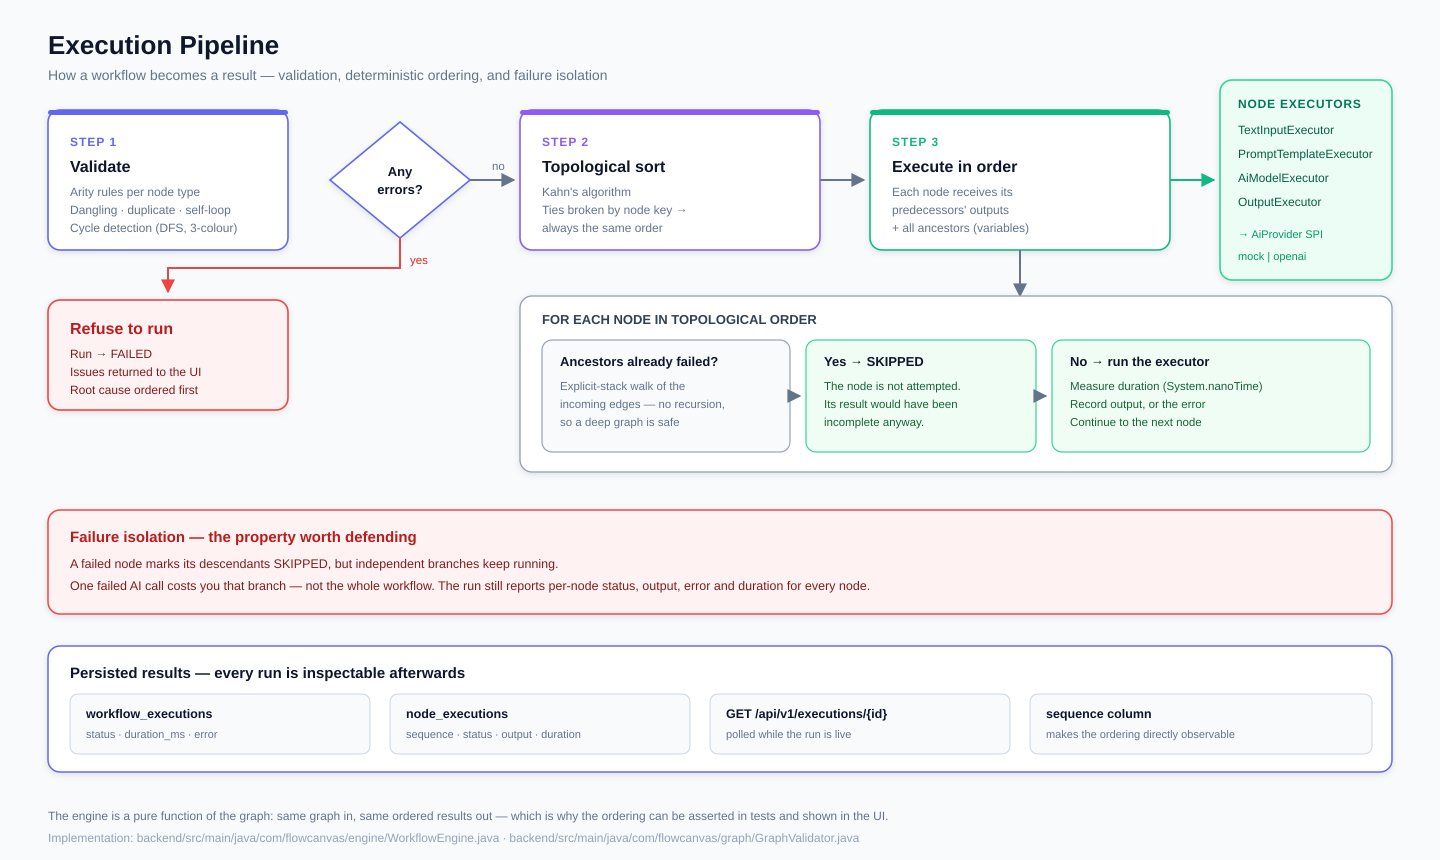 Execution Pipeline
How a workflow becomes a result — validation, deterministic ordering, and failure isolation
STEP 1
Validate
Arity rules per node type
Dangling · duplicate · self-loop
Cycle detection (DFS, 3-colour)
Any
errors?
no
yes
STEP 2
Topological sort
Kahn's algorithm
Ties broken by node key →
always the same order
STEP 3
Execute in order
Each node receives its
predecessors' outputs
+ all ancestors (variables)
NODE EXECUTORS
TextInputExecutor
PromptTemplateExecutor
AiModelExecutor
OutputExecutor
→ AiProvider SPI
mock | openai
Refuse to run
Run → FAILED
Issues returned to the UI
Root cause ordered first
FOR EACH NODE IN TOPOLOGICAL ORDER
Ancestors already failed?
Explicit-stack walk of the
incoming edges — no recursion,
so a deep graph is safe
Yes → SKIPPED
The node is not attempted.
Its result would have been
incomplete anyway.
No → run the executor
Measure duration (System.nanoTime)
Record output, or the error
Continue to the next node
Failure isolation — the property worth defending
A failed node marks its descendants SKIPPED, but independent branches keep running.
One failed AI call costs you that branch — not the whole workflow. The run still reports per-node status, output, error and duration for every node.
Persisted results — every run is inspectable afterwards
workflow_executions
status · duration_ms · error
node_executions
sequence · status · output · duration
GET /api/v1/executions/{id}
polled while the run is live
sequence column
makes the ordering directly observable
The engine is a pure function of the graph: same graph in, same ordered results out — which is why the ordering can be asserted in tests and shown in the UI.
Implementation: backend/src/main/java/com/flowcanvas/engine/WorkflowEngine.java · backend/src/main/java/com/flowcanvas/graph/GraphValidator.java